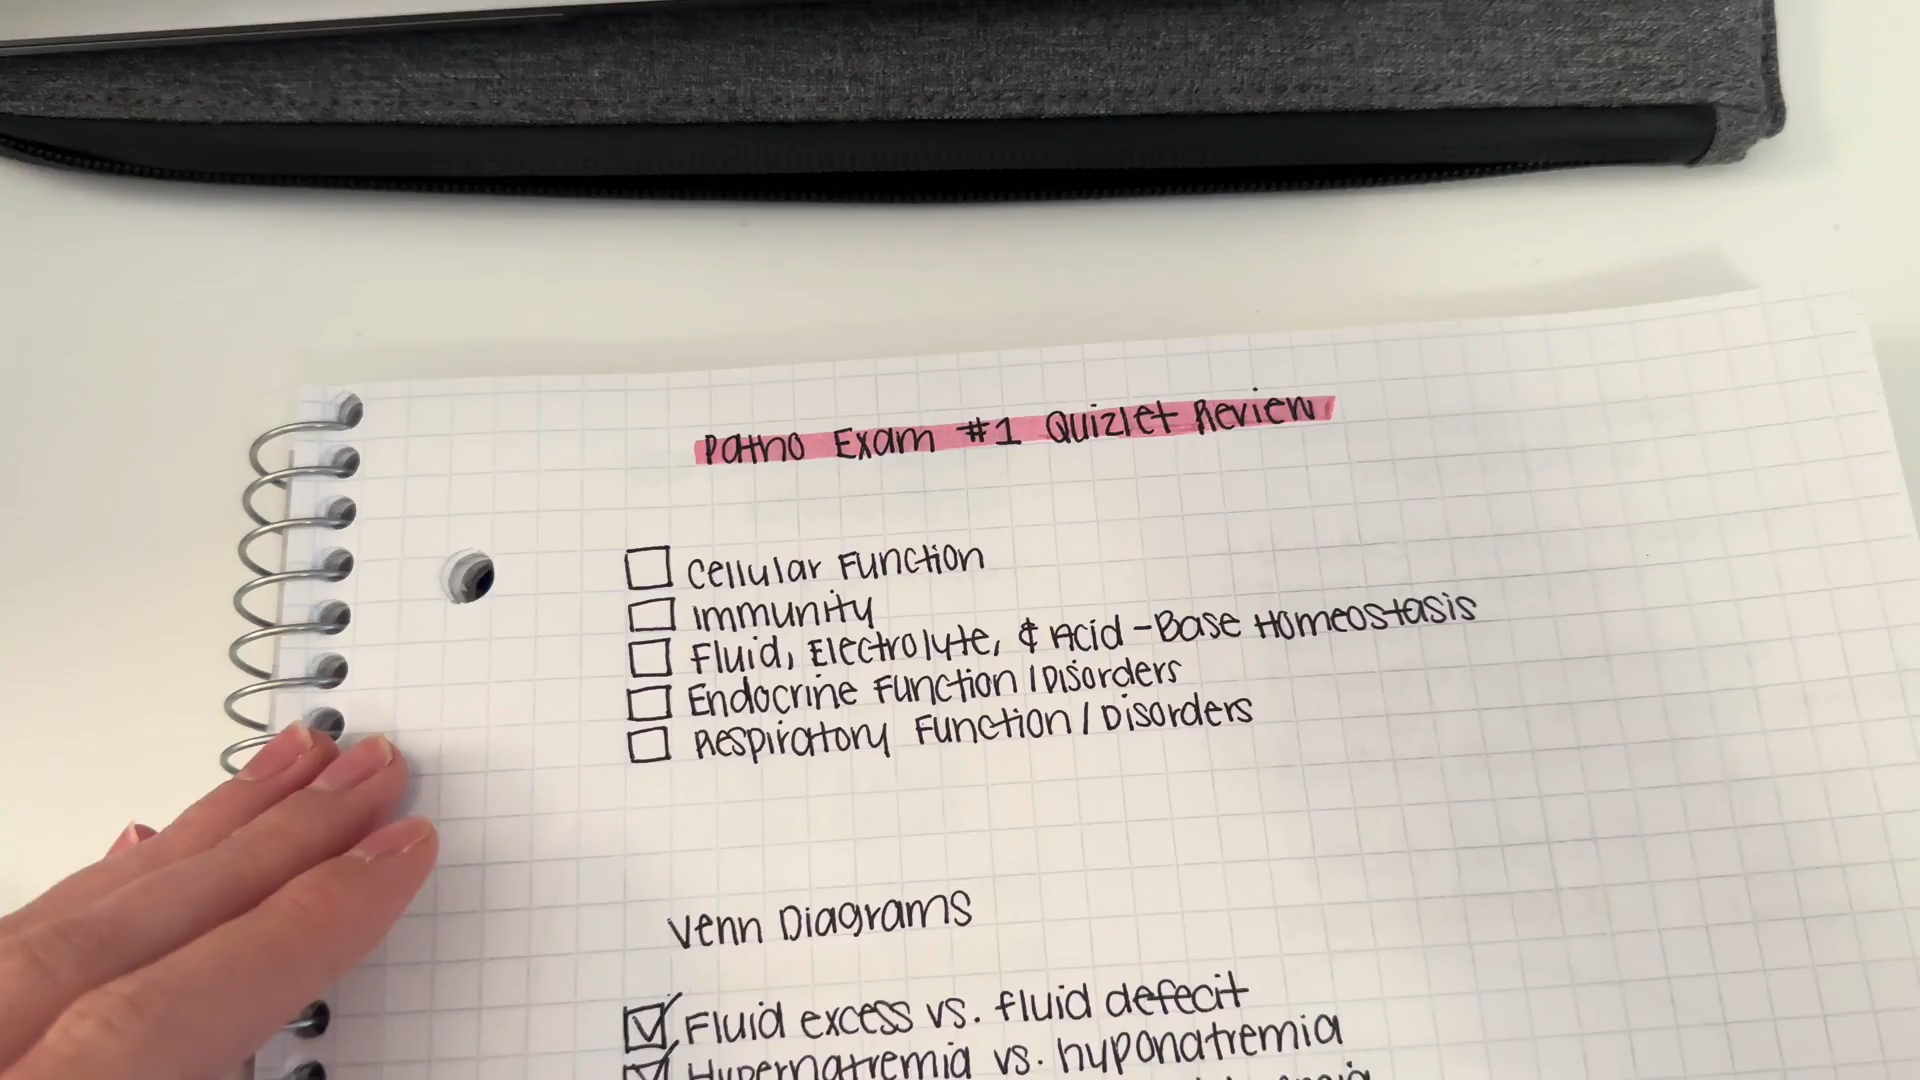 Patho Exam #1 Quizlet Review
Cellular Function
Immunity
Fluid, Electrolyte, & Acid-Base Homeostasis
Endocrine Function/Disorders
Respiratory Function/Disorders
Venn Diagrams
Fluid excess vs. fluid defecit
Hypernatremia vs. hyponatremia